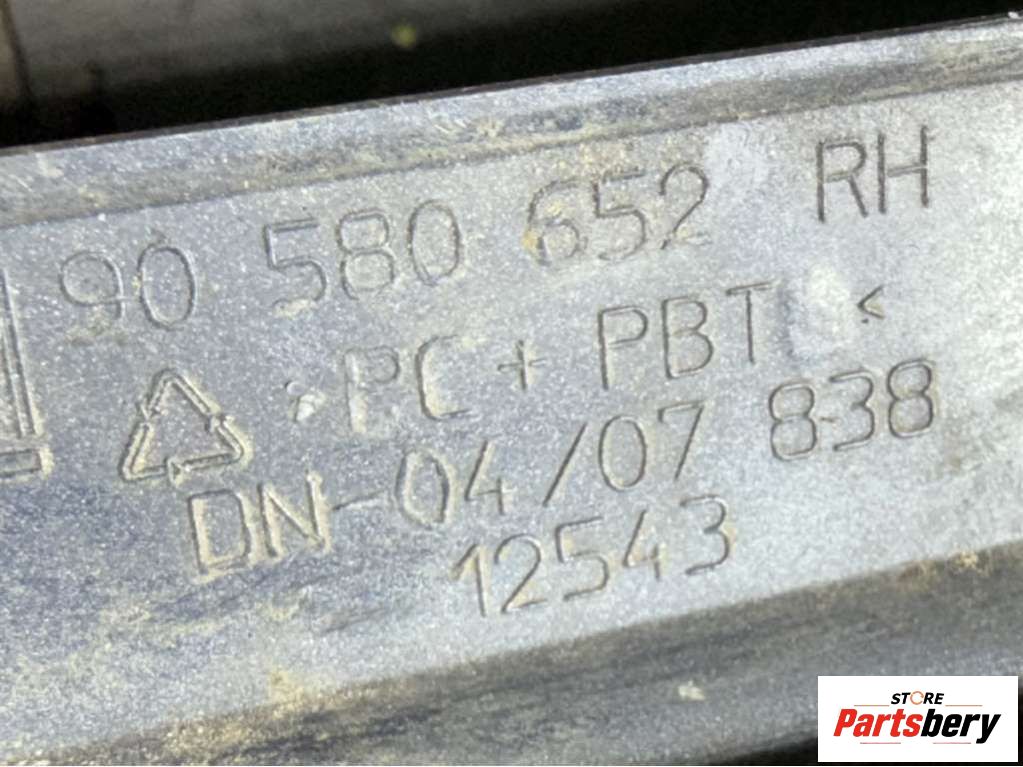 90 580 652 RH
>PC + PBT <
DN-04/07 838
12543
STORE
Partsbery